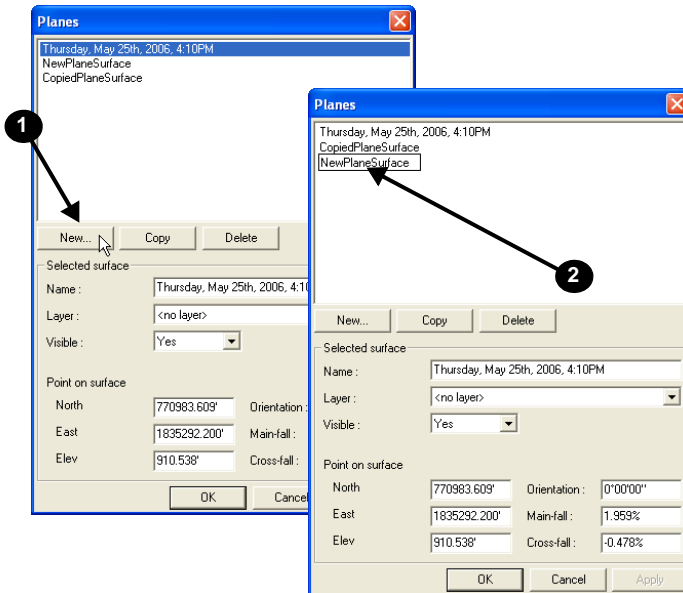 Planes
Thursday, May 25th, 2006, 4:10PM
NewPlaneSurface
CopiedPlaneSurface
1
New... Copy Delete
Selected surface
Name : Thursday, May 25th, 2006, 4:1
Layer : <no layer>
Visible : Yes
Point on surface
North 770983.609' Orientation :
East 1835292.200' Main-fall :
Elev 910.538' Cross-fall :
OK Cancel
Planes
Thursday, May 25th, 2006, 4:10PM
CopiedPlaneSurface
NewPlaneSurface
2
New... Copy Delete
Selected surface
Name : Thursday, May 25th, 2006, 4:10PM
Layer : <no layer>
Visible : Yes
Point on surface
North 770983.609' Orientation : 0°00'00"
East 1835292.200' Main-fall : 1.959%
Elev 910.538' Cross-fall : -0.478%
OK Cancel Apply